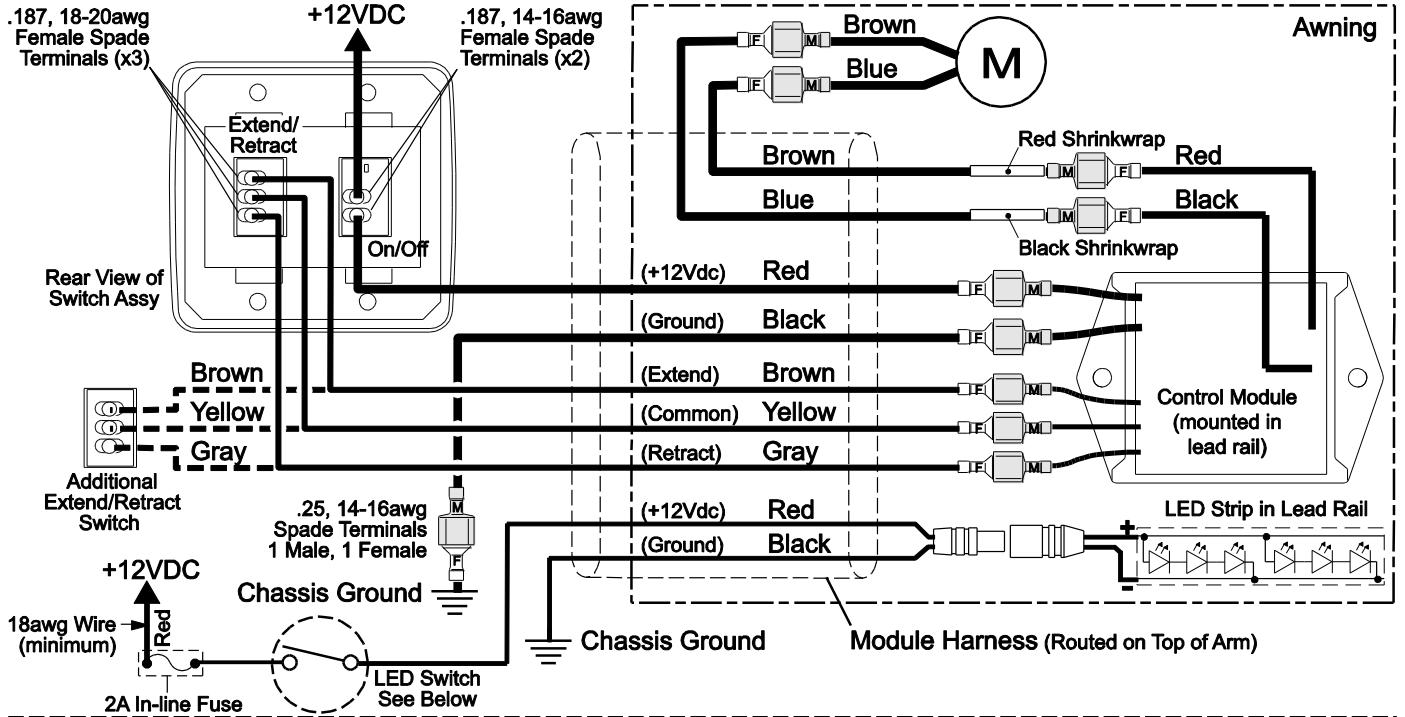 .187, 18-20awg
Female Spade
Terminals (x3)
+12VDC
.187, 14-16awg
Female Spade
Terminals (x2)
Awning
F
M
Brown
F
M
Blue
M
Extend/
Retract
On/Off
Rear View of
Switch Assy
Brown
Red Shrinkwrap
M
F
Red
Blue
Black Shrinkwrap
M
F
Black
(+12Vdc)
Red
F
M
(Ground)
Black
F
M
(Extend)
Brown
F
M
(Common)
Yellow
F
M
(Retract)
Gray
F
M
Control Module
(mounted in
lead rail)
Brown
Yellow
Gray
Additional
Extend/Retract
Switch
.25, 14-16awg
Spade Terminals
1 Male, 1 Female
M
F
Chassis Ground
(+12Vdc)
Red
(Ground)
Black
LED Strip in Lead Rail
+
-
+12VDC
18awg Wire
(minimum)
Red
2A In-line Fuse
LED Switch
See Below
Chassis Ground
Module Harness (Routed on Top of Arm)